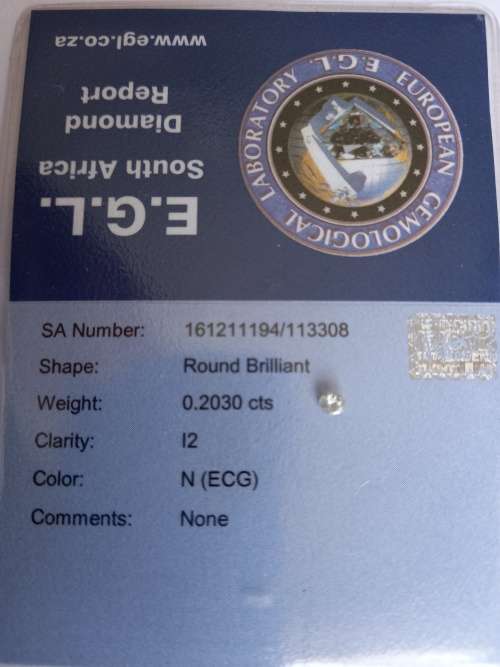 www.egl.co.za
E.G.L.
South Africa
Diamond
Report
E.G.L. EUROPEAN GEMOLOGICAL LABORATORY
SA Number: 161211194/113308
Shape: Round Brilliant
Weight: 0.2030 cts
Clarity: I2
Color: N (ECG)
Comments: None